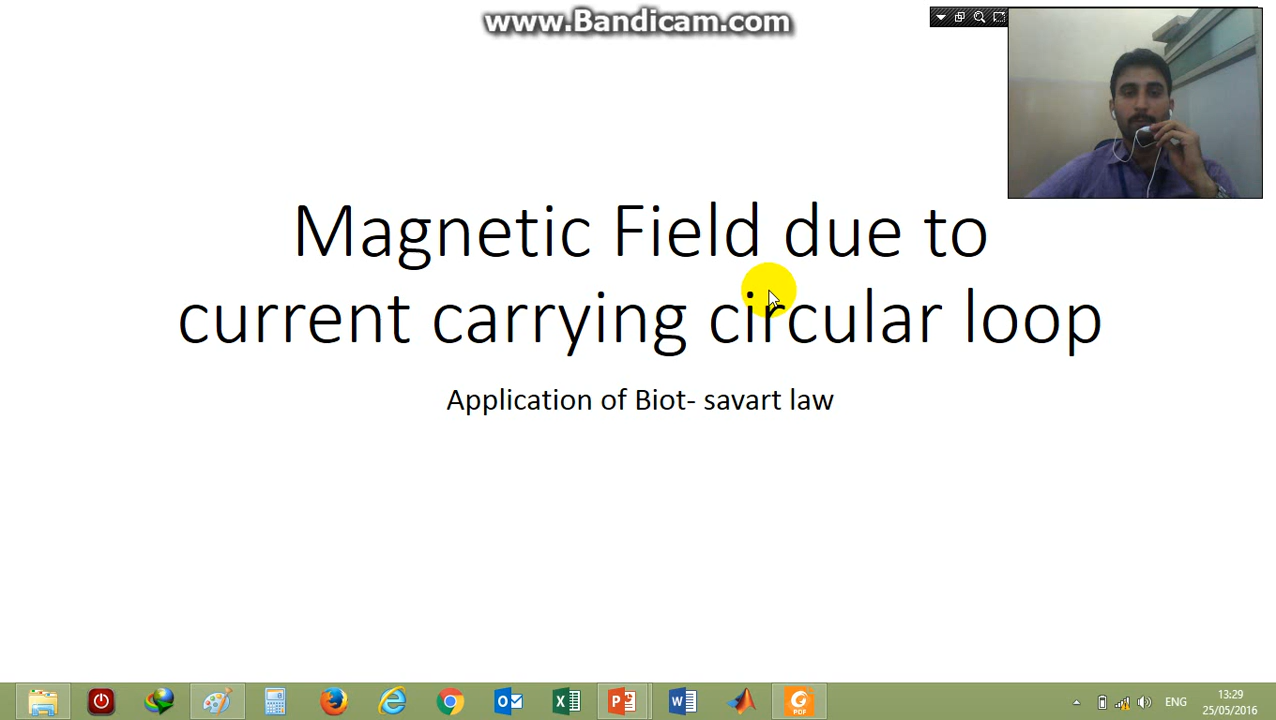 www.Bandicam.com
Magnetic Field due to
current carrying circular loop
Application of Biot- savart law
PDF
ENG
13:29
25/05/2016